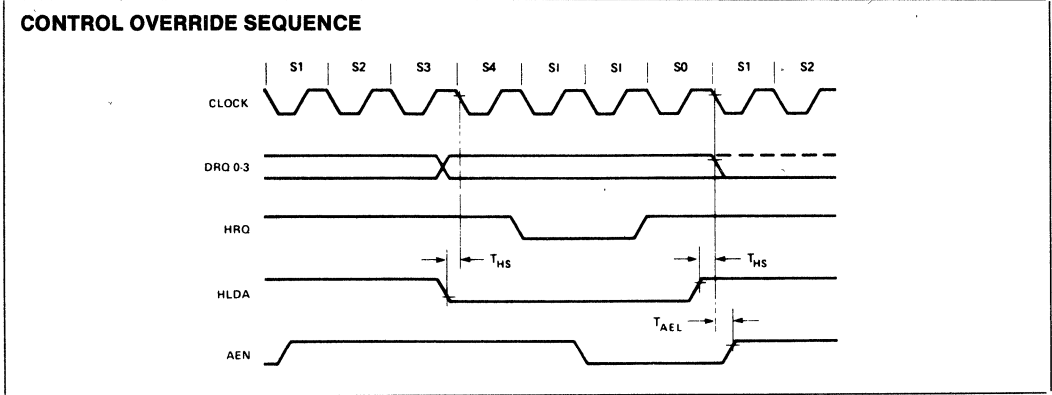 CONTROL OVERRIDE SEQUENCE
S1 S2 S3 S4 SI SI S0 S1 S2
CLOCK
DRQ 0-3
HRQ
THS THS
HLDA
TAEL
AEN